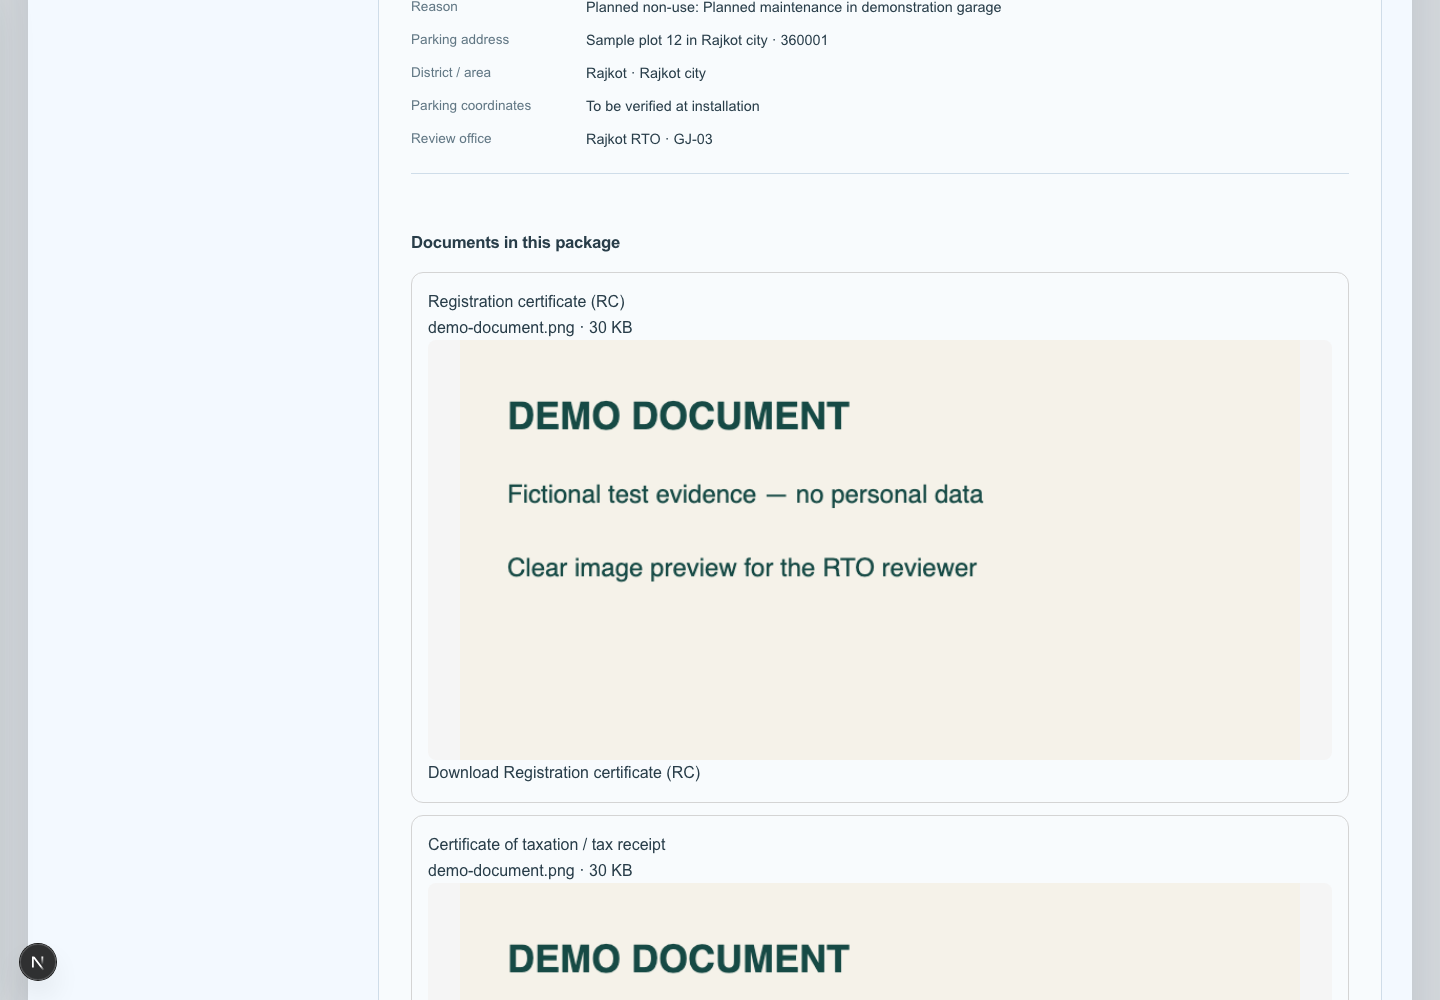 Reason Planned non-use: Planned maintenance in demonstration garage
Parking address Sample plot 12 in Rajkot city · 360001
District / area Rajkot · Rajkot city
Parking coordinates To be verified at installation
Review office Rajkot RTO · GJ-03
Documents in this package
Registration certificate (RC)
demo-document.png · 30 KB
DEMO DOCUMENT
Fictional test evidence — no personal data
Clear image preview for the RTO reviewer
Download Registration certificate (RC)
Certificate of taxation / tax receipt
demo-document.png · 30 KB
DEMO DOCUMENT
N